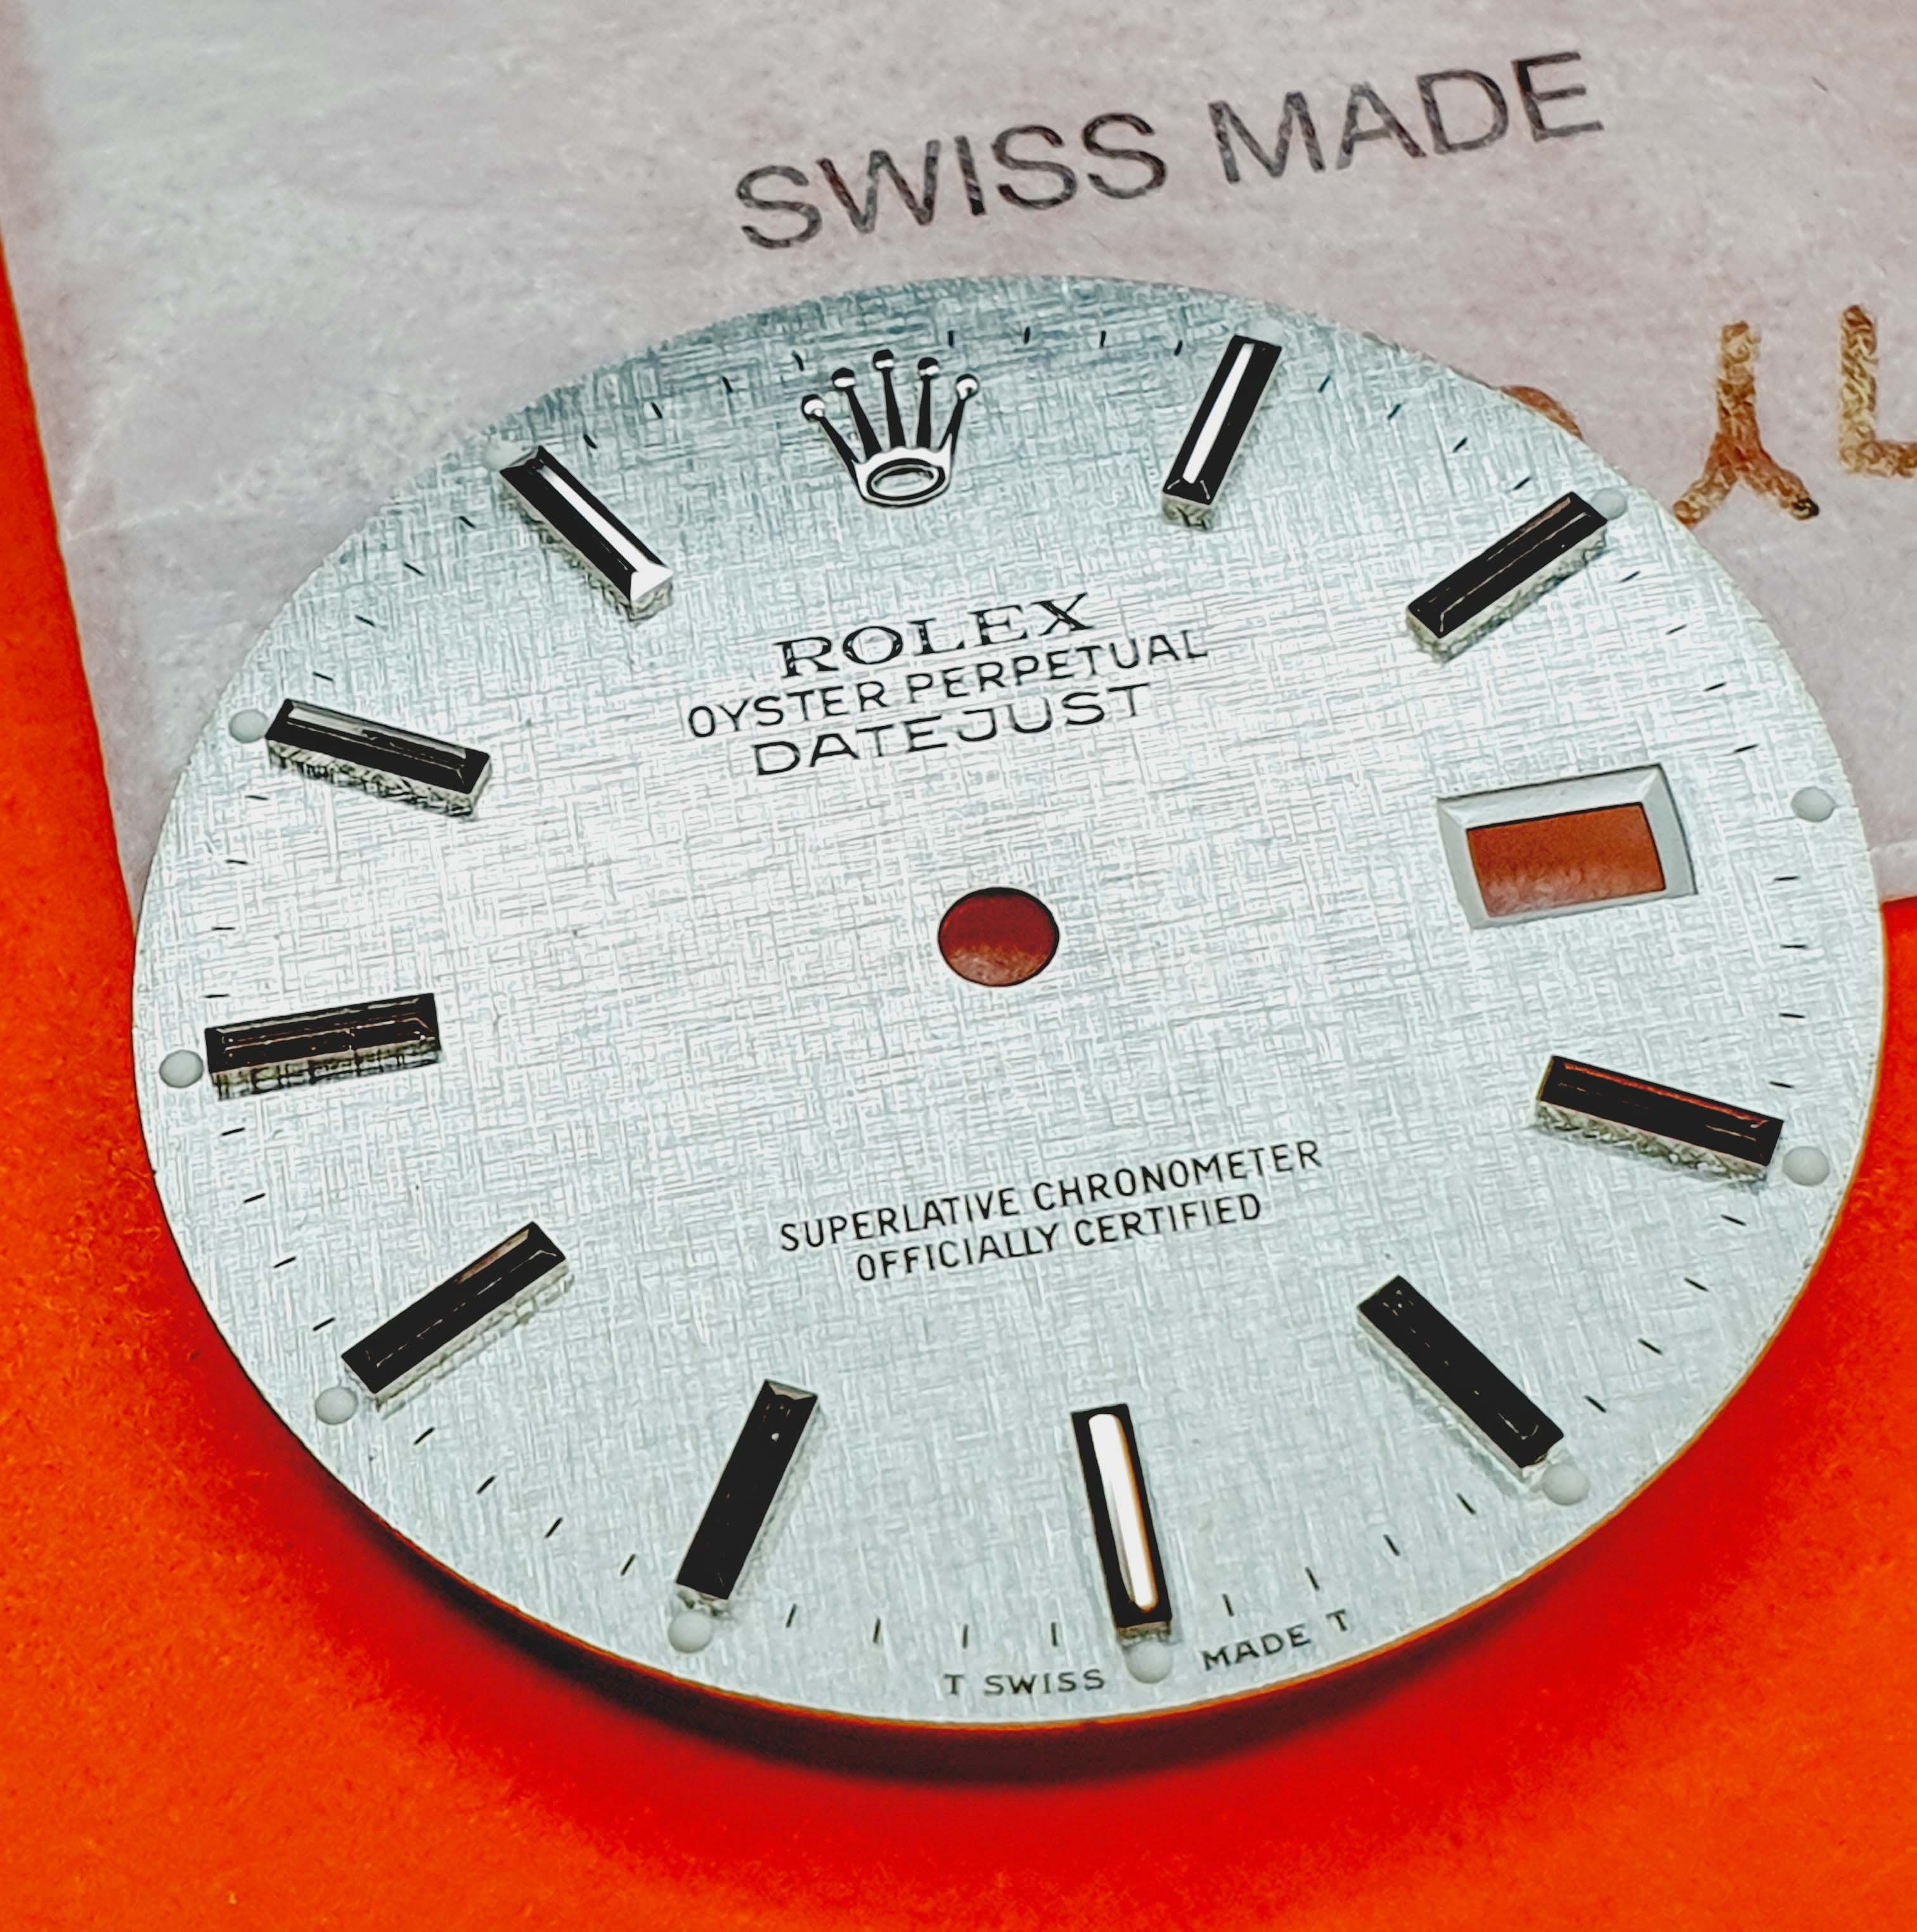 SWISS MADE
ROLEX
OYSTER PERPETUAL
DATEJUST
SUPERLATIVE CHRONOMETER
OFFICIALLY CERTIFIED
T SWISS MADE T